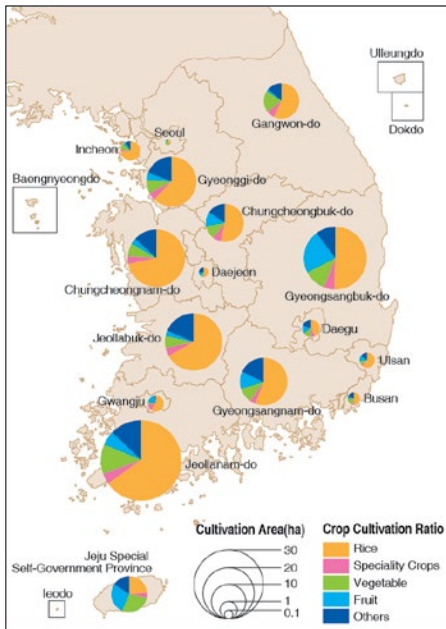 Ulleungdo
Dokdo
Gangwon-do
Seoul
Incheon
Gyeonggi-do
Baengnyeongdo
Chungcheongbuk-do
Chungcheongnam-do
Daejeon
Gyeongsangbuk-do
Daegu
Jeollabuk-do
Ulsan
Gwangju
Gyeongsangnam-do
Busan
Jeollanam-do
Jeju Special
Self-Government Province
Ieodo
Cultivation Area(ha)
30
20
10
1
0.1
Crop Cultivation Ratio
Rice
Speciality Crops
Vegetable
Fruit
Others